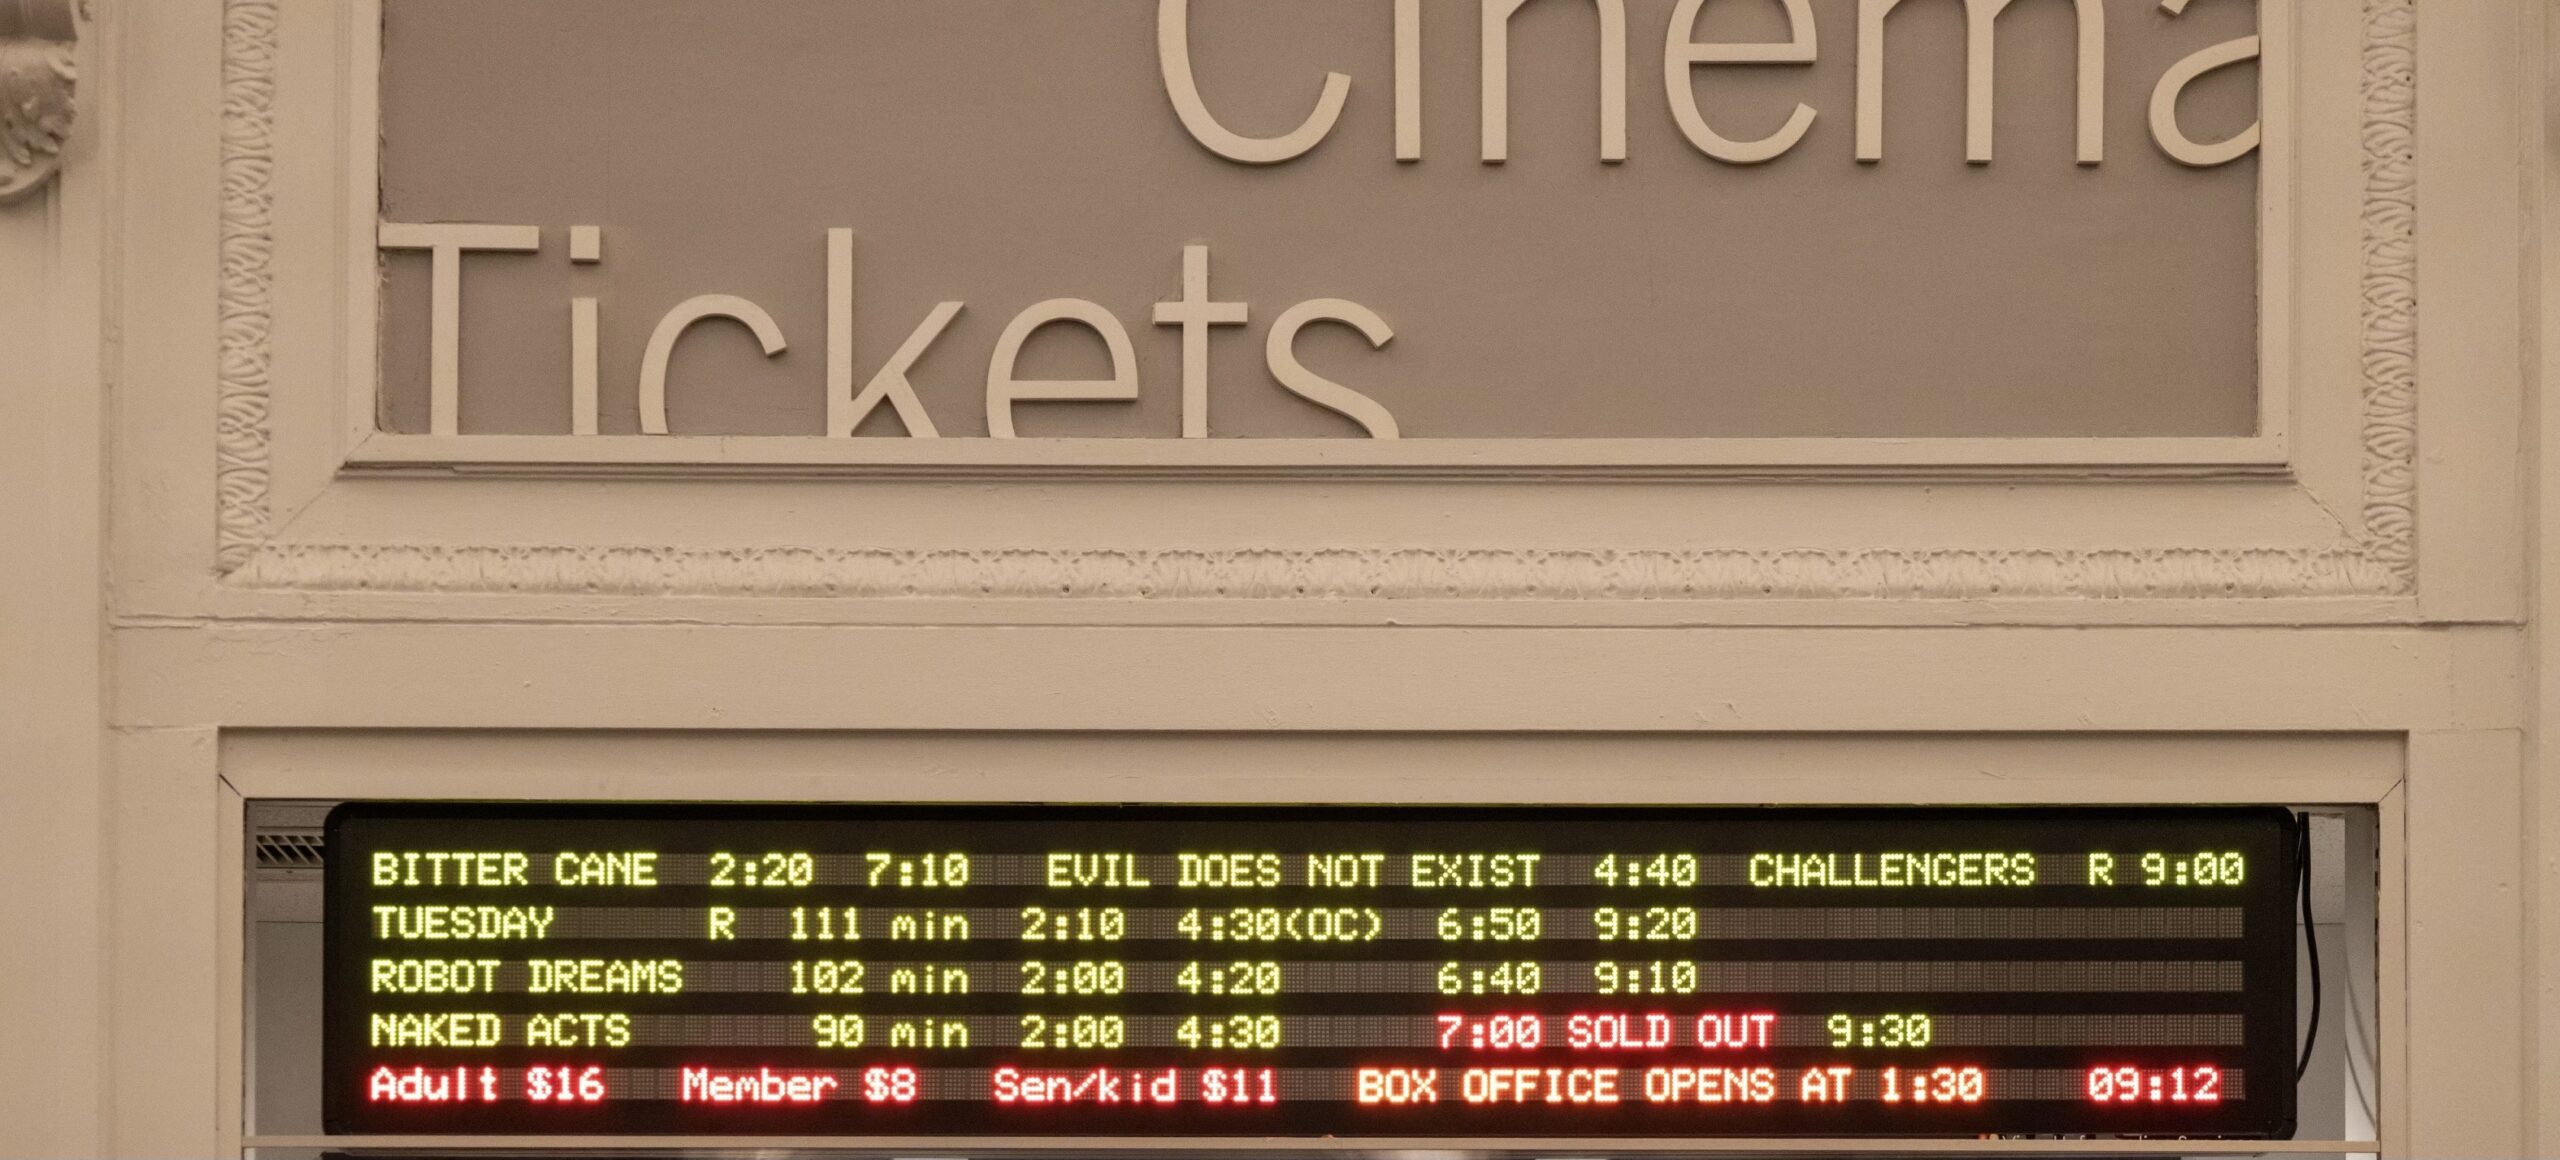 Cinema
Tickets
BITTER CANE 2:20 7:10 EVIL DOES NOT EXIST 4:40 CHALLENGERS R 9:00
TUESDAY R 111 min 2:10 4:30(OC) 6:50 9:20
ROBOT DREAMS 102 min 2:00 4:20 6:40 9:10
NAKED ACTS 90 min 2:00 4:30 7:00 SOLD OUT 9:30
Adult $16 Member $8 Sen/kid $11 BOX OFFICE OPENS AT 1:30 09:12